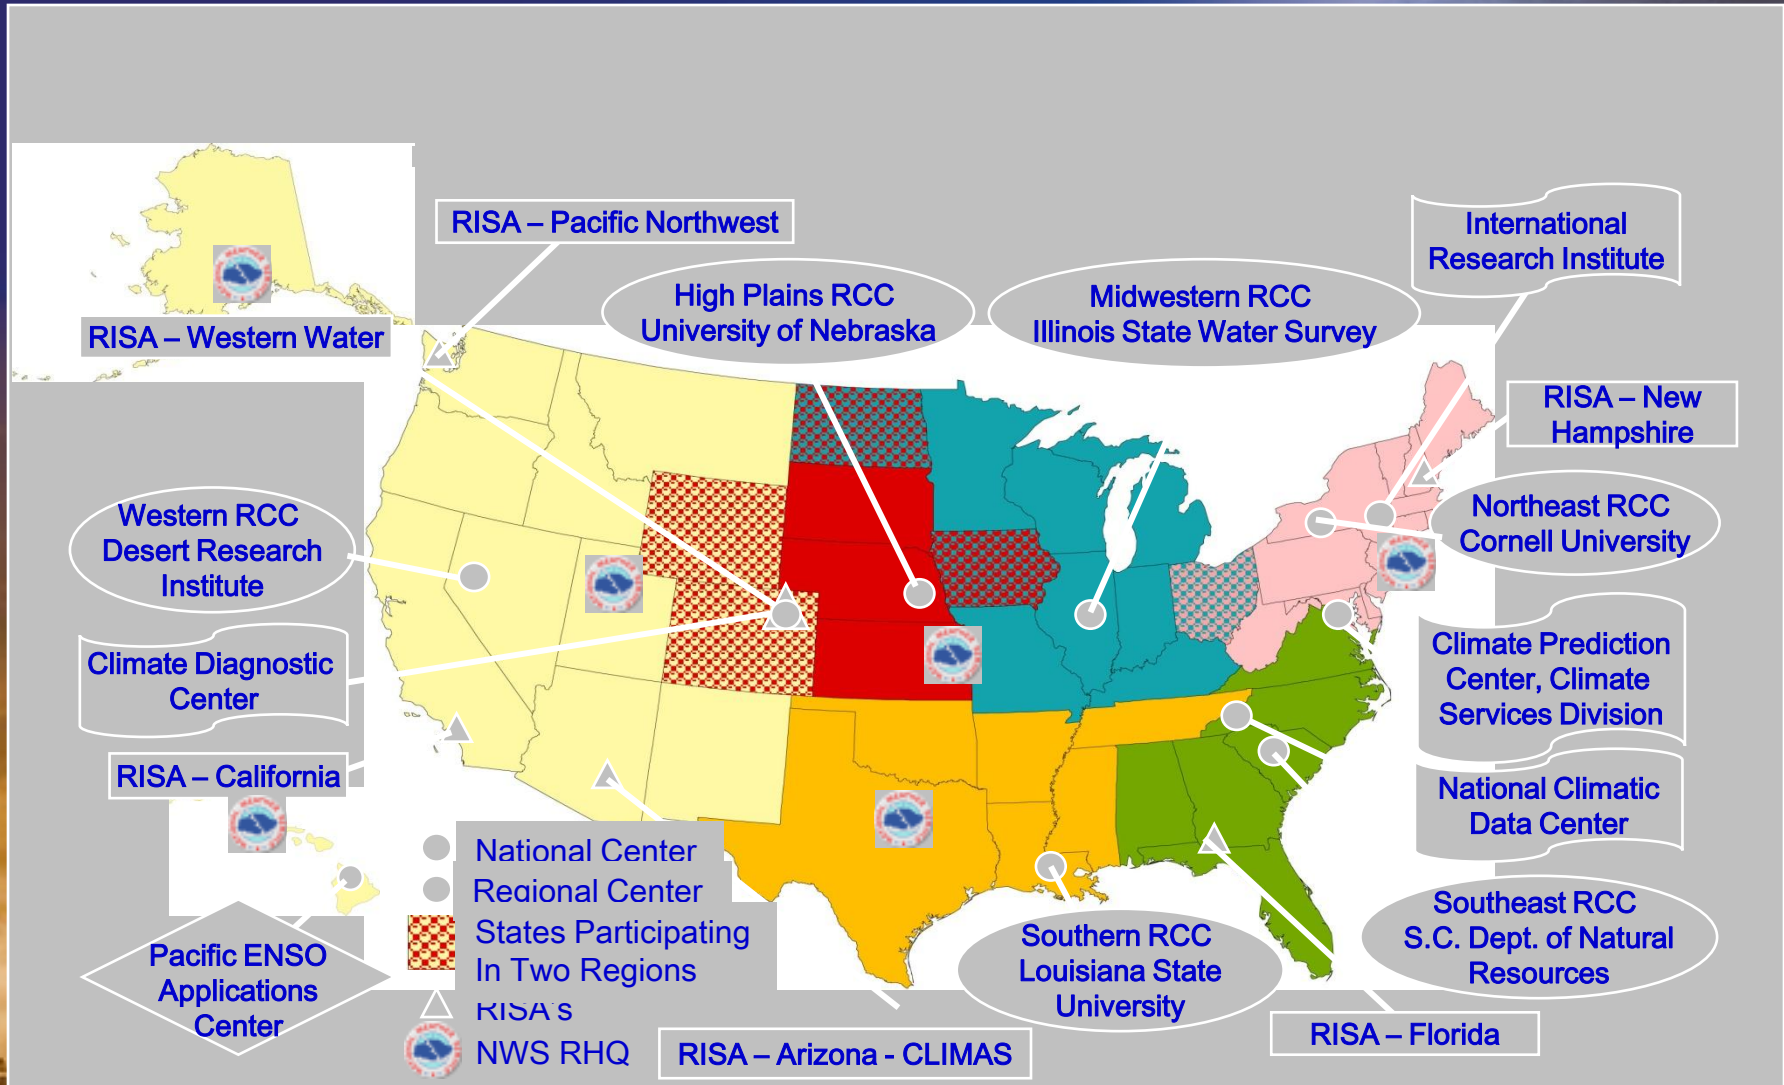 RISA – Pacific Northwest
International
Research Institute
High Plains RCC
University of Nebraska
Midwestern RCC
Illinois State Water Survey
RISA – Western Water
RISA – New
Hampshire
Western RCC
Desert Research
Institute
Northeast RCC
Cornell University
Climate Diagnostic
Center
Climate Prediction
Center, Climate
Services Division
RISA – California
National Climatic
Data Center
National Center
Regional Center
States Participating
In Two Regions
RISA's
NWS RHQ
Pacific ENSO
Applications
Center
Southern RCC
Louisiana State
University
Southeast RCC
S.C. Dept. of Natural
Resources
RISA – Arizona - CLIMAS
RISA – Florida